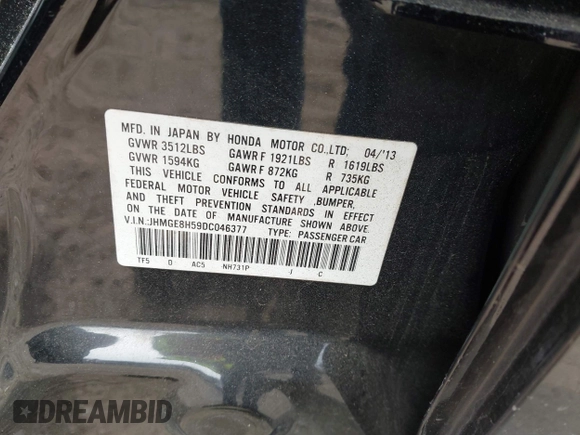 MFD. IN JAPAN BY HONDA MOTOR CO.,LTD; 04/'13
GVWR 3512LBS GAWR F 1921LBS R 1619LBS
GVWR 1594KG GAWR F 872KG R 735KG
THIS VEHICLE CONFORMS TO ALL APPLICABLE
FEDERAL MOTOR VEHICLE SAFETY ,BUMPER,
AND THEFT PREVENTION STANDARDS IN EFFECT
ON THE DATE OF MANUFACTURE SHOWN ABOVE.
V.I.N.:JHMGE8H59DC046377 TYPE: PASSENGER CAR
TF5 D AC5 NH731P -I C
DREAMBID